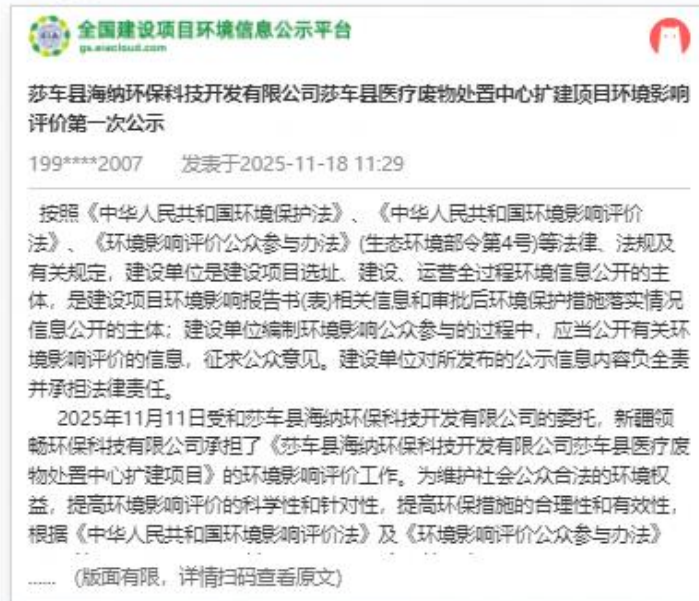 全国建设项目环境信息公示平台
gs.eiacloud.com
莎车县海纳环保科技开发有限公司莎车县医疗废物处置中心扩建项目环境影响
评价第一次公示
199****2007 发表于2025-11-18 11:29
按照《中华人民共和国环境保护法》、《中华人民共和国环境影响评价
法》、《环境影响评价公众参与办法》(生态环境部令第4号)等法律、法规及
有关规定，建设单位是建设项目选址、建设、运营全过程环境信息公开的主
体，是建设项目环境影响报告书(表)相关信息和审批后环境保护措施落实情况
信息公开的主体；建设单位编制环境影响公众参与的过程中，应当公开有关环
境影响评价的信息，征求公众意见。建设单位对所发布的公示信息内容负全责
并承担法律责任。
2025年11月11日受和莎车县海纳环保科技开发有限公司的委托，新疆领
畅环保科技有限公司承担了《莎车县海纳环保科技开发有限公司莎车县医疗废
物处置中心扩建项目》的环境影响评价工作。为维护社会公众合法的环境权
益，提高环境影响评价的科学性和针对性，提高环保措施的合理性和有效性，
根据《中华人民共和国环境影响评价法》及《环境影响评价公众参与办法》
...... （版面有限，详情扫码查看原文）